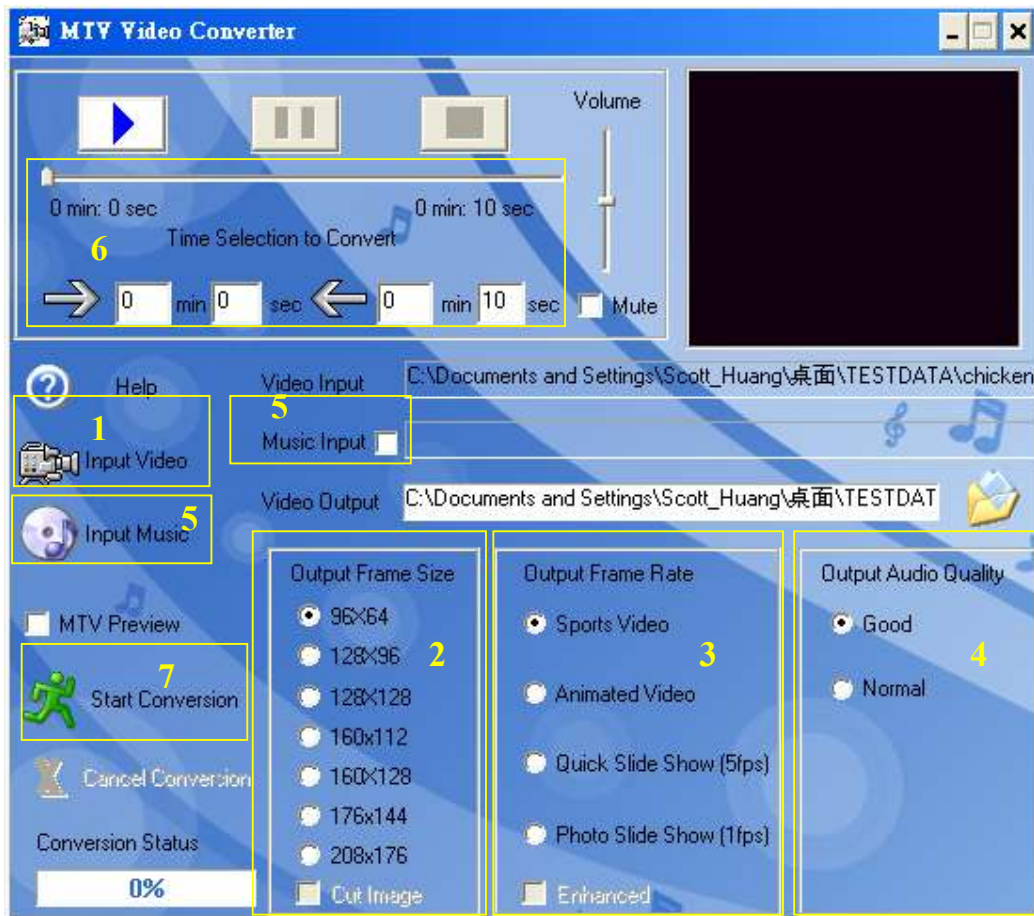 MTV Video Converter
Volume
0 min: 0 sec
0 min: 10 sec
6
Time Selection to Convert
0 min 0 sec 0 min 10 sec
Mute
Help
Video Input
C:\Documents and Settings\Scott_Huang\桌面\TESTDATA\chicken
1
Input Video
5
Music Input
5
Input Music
Video Output
C:\Documents and Settings\Scott_Huang\桌面\TESTDAT
MTV Preview
7
Start Conversion
Cancel Conversion
Conversion Status
0%
Output Frame Size
96X64
128X96
2
128X128
160x112
160X128
176x144
208x176
Cut Image
Output Frame Rate
Sports Video
3
Animated Video
Quick Slide Show (5fps)
Photo Slide Show (1fps)
Enhanced
Output Audio Quality
Good
4
Normal